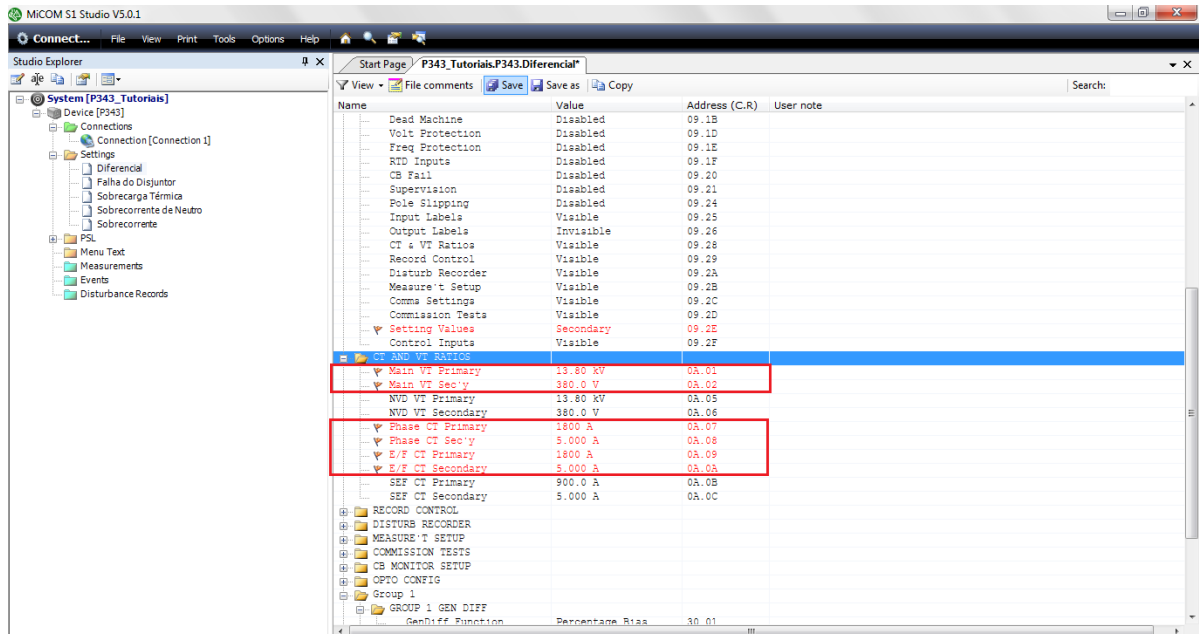 MiCOM S1 Studio V5.0.1
Connect... File View Print Tools Options Help
Studio Explorer
System [P343_Tutoriais]
Device [P343]
Connections
Connection [Connection 1]
Settings
Diferencial
Falha do Disjuntor
Sobrecarga Térmica
Sobrecorrente de Neutro
Sobrecorrente
PSL
Menu Text
Measurements
Events
Disturbance Records
Start Page P343_Tutoriais.P343.Diferencial*
View File comments Save Save as Copy Search:
Name Value Address (C.R) User note
Dead Machine Disabled 09.1B
Volt Protection Disabled 09.1D
Freq Protection Disabled 09.1E
RTD Inputs Disabled 09.1F
CB Fail Disabled 09.20
Supervision Disabled 09.21
Pole Slipping Disabled 09.24
Input Labels Visible 09.25
Output Labels Invisible 09.26
CT & VT Ratios Visible 09.28
Record Control Visible 09.29
Disturb Recorder Visible 09.2A
Measure't Setup Visible 09.2B
Comms Settings Visible 09.2C
Commission Tests Visible 09.2D
Setting Values Secondary 09.2E
Control Inputs Visible 09.2F
CT AND VT RATIOS
Main VT Primary 13.80 kV 0A.01
Main VT Sec'y 380.0 V 0A.02
NVD VT Primary 13.80 kV 0A.05
NVD VT Secondary 380.0 V 0A.06
Phase CT Primary 1800 A 0A.07
Phase CT Sec'y 5.000 A 0A.08
E/F CT Primary 1800 A 0A.09
E/F CT Secondary 5.000 A 0A.0A
SEF CT Primary 900.0 A 0A.0B
SEF CT Secondary 5.000 A 0A.0C
RECORD CONTROL
DISTURB RECORDER
MEASURE'T SETUP
COMMISSION TESTS
CB MONITOR SETUP
OPTO CONFIG
Group 1
GROUP 1 GEN DIFF
GenDiff Function Percentage Bias 30.01